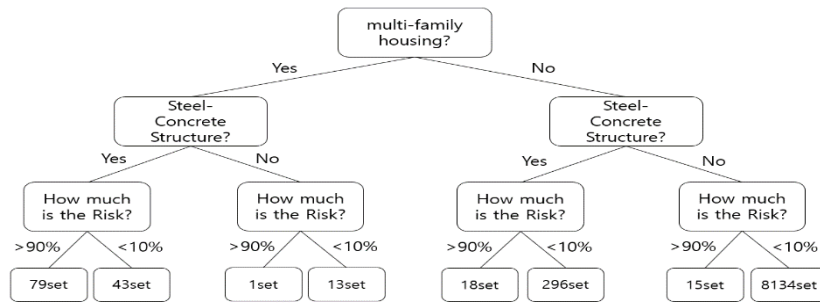 multi-family
housing?
Yes
No
Steel-
Concrete
Structure?
Steel-
Concrete
Structure?
Yes
No
Yes
No
How much
is the Risk?
How much
is the Risk?
How much
is the Risk?
How much
is the Risk?
>90%
<10%
>90%
<10%
>90%
<10%
>90%
<10%
79set
43set
1set
13set
18set
296set
15set
8134set